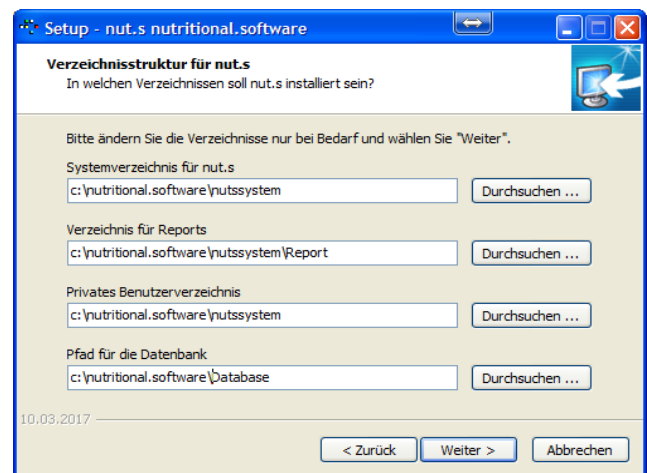 Setup - nut.s nutritional.software
Verzeichnisstruktur für nut.s
In welchen Verzeichnissen soll nut.s installiert sein?
Bitte ändern Sie die Verzeichnisse nur bei Bedarf und wählen Sie "Weiter".
Systemverzeichnis für nut.s
c:\nutritional.software\nutssystem Durchsuchen ...
Verzeichnis für Reports
c:\nutritional.software\nutssystem\Report Durchsuchen ...
Privates Benutzerverzeichnis
c:\nutritional.software\nutssystem Durchsuchen ...
Pfad für die Datenbank
c:\nutritional.software\Database Durchsuchen ...
10.03.2017
< Zurück Weiter > Abbrechen